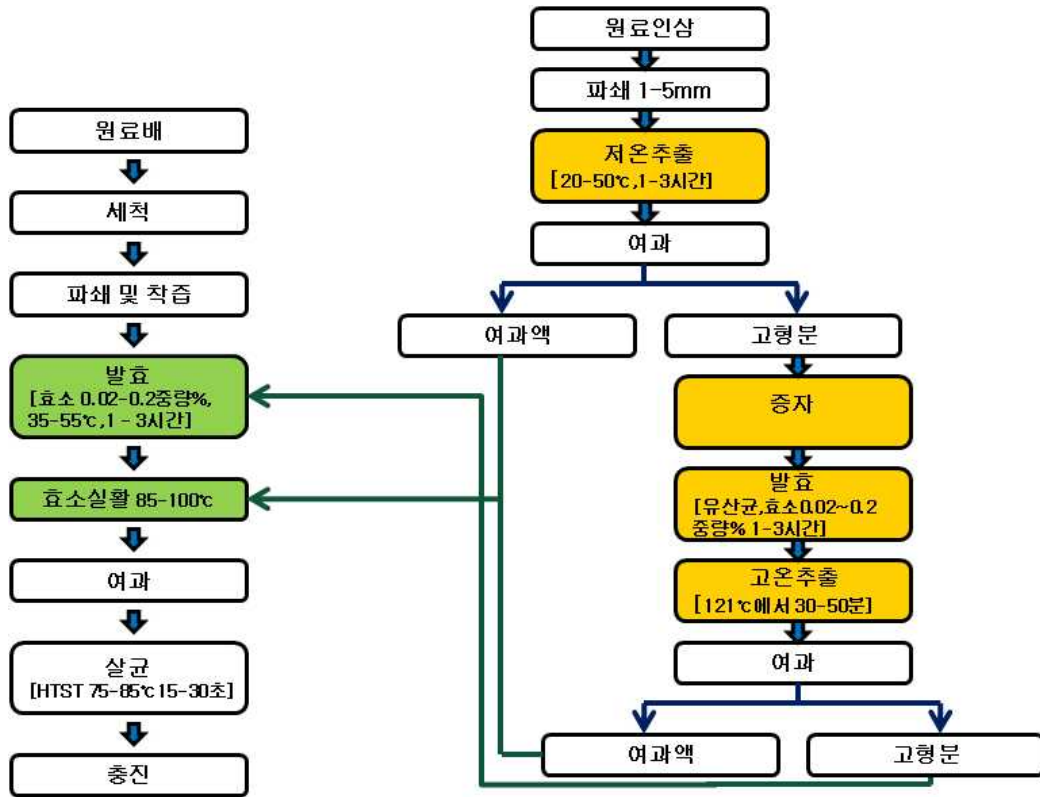 원료배
세척
파쇄 및 착즙
발효
[효소 0.02-0.2중량%,
35-55℃,1 - 3시간]
효소실활 85-100℃
여과
살균
[HTST 75-85℃ 15-30초]
충진
원료인삼
파쇄 1-5mm
저온추출
[20-50℃,1-3시간]
여과
여과액
고형분
증자
발효
[유산균,효소0.02~0.2
중량% 1-3시간]
고온추출
[121℃에서 30-50분]
여과
여과액
고형분